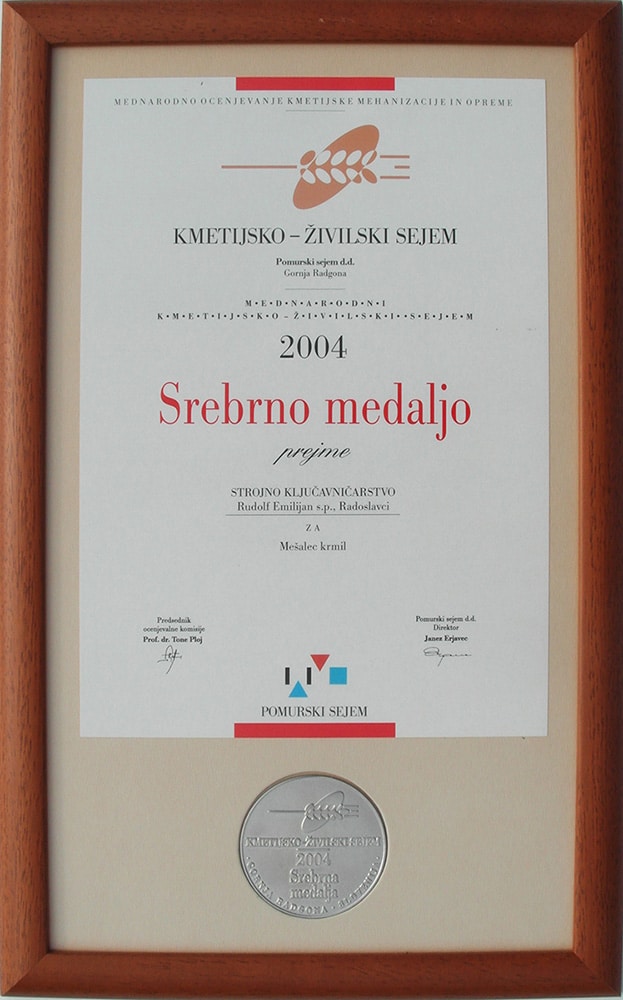 MEDNARODNO OCENJEVANJE KMETIJSKE MEHANIZACIJE IN OPREME
KMETIJSKO – ŽIVILSKI SEJEM
Pomurski sejem d.d.
Gornja Radgona
M•E•D•N•A•R•O•D•N•I
K•M•E•T•I•J•S•K•O–Ž•I•V•I•L•S•K•I••S•E•J•E•M
2004
Srebrno medaljo
prejme
STROJNO KLJUČAVNIČARSTVO
Rudolf Emilijan s.p., Radoslavci
ZA
Mešalec krmil
Predsednik
ocenjevalne komisije
Prof. dr. Tone Ploj
Pomurski sejem d.d.
Direktor
Janez Erjavec
POMURSKI SEJEM
KMETIJSKO-ŽIVILSKI SEJEM
2004
Srebrna
medalja
GORNJA RADGONA · SLOVENIJA